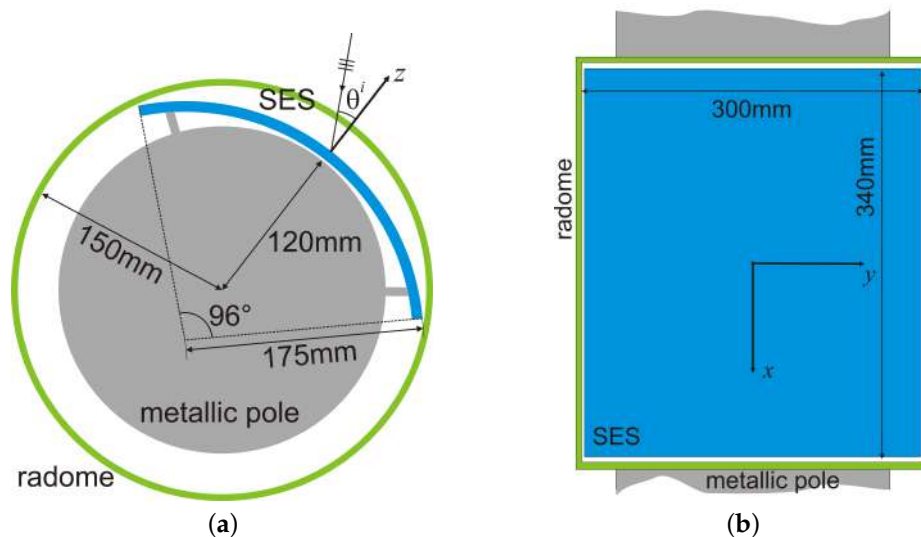 SES
θⁱ
z
150mm
120mm
96°
175mm
metallic pole
radome
(a)
300mm
340mm
radome
y
x
SES
metallic pole
(b)